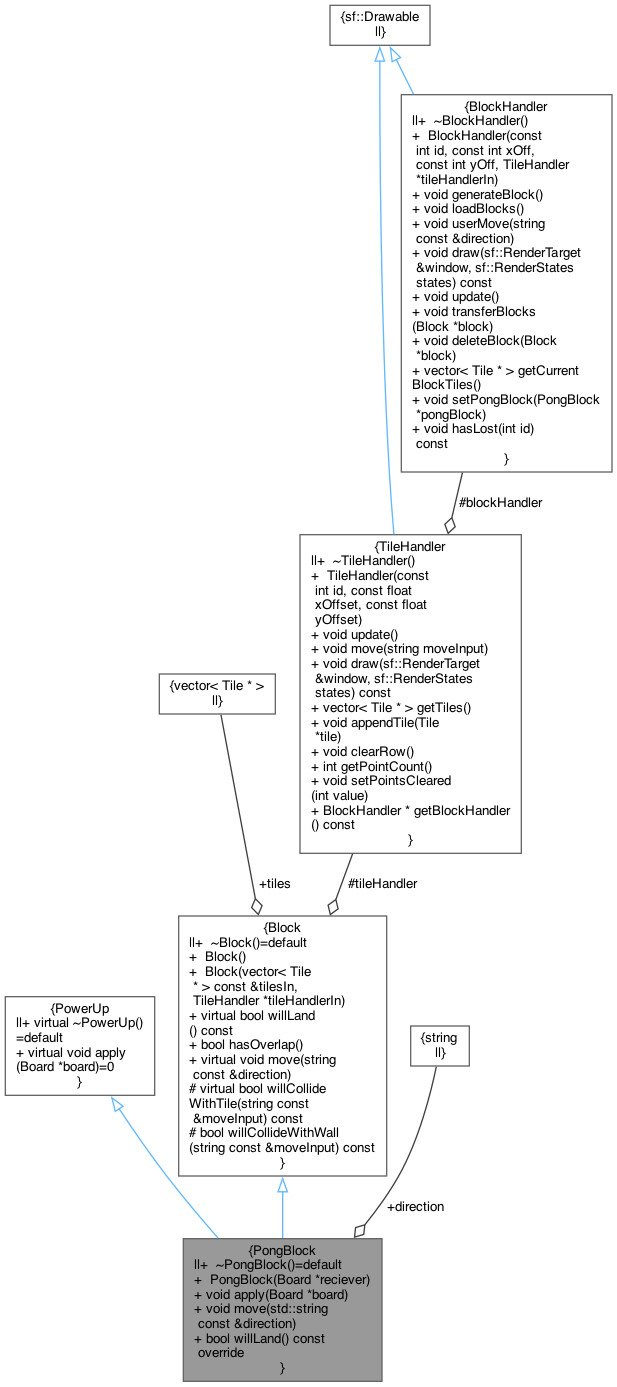 {sf::Drawable
||}
{BlockHandler
||+ ~BlockHandler()
+ BlockHandler(const
int id, const int xOff,
const int yOff, TileHandler
*tileHandlerIn)
+ void generateBlock()
+ void loadBlocks()
+ void userMove(string
const &direction)
+ void draw(sf::RenderTarget
&window, sf::RenderStates
states) const
+ void update()
+ void transferBlocks
(Block *block)
+ void deleteBlock(Block
*block)
+ vector< Tile * > getCurrent
BlockTiles()
+ void setPongBlock(PongBlock
*pongBlock)
+ void hasLost(int id)
const
}
#blockHandler
{TileHandler
||+ ~TileHandler()
+ TileHandler(const
int id, const float
xOffset, const float
yOffset)
+ void update()
+ void move(string moveInput)
+ void draw(sf::RenderTarget
&window, sf::RenderStates
states) const
+ vector< Tile * > getTiles()
+ void appendTile(Tile
*tile)
+ void clearRow()
+ int getPointCount()
+ void setPointsCleared
(int value)
+ BlockHandler * getBlockHandler
() const
}
{vector< Tile * >
||}
+tiles
#tileHandler
{Block
||+ ~Block()=default
+ Block()
+ Block(vector< Tile
* > const &tilesIn,
TileHandler *tileHandlerIn)
+ virtual bool willLand
() const
+ bool hasOverlap()
+ virtual void move(string
const &direction)
# virtual bool willCollide
WithTile(string const
&moveInput) const
# bool willCollideWithWall
(string const &moveInput) const
}
{PowerUp
||+ virtual ~PowerUp()
=default
+ virtual void apply
(Board *board)=0
}
{string
||}
+direction
{PongBlock
||+ ~PongBlock()=default
+ PongBlock(Board *reciever)
+ void apply(Board *board)
+ void move(std::string
const &direction)
+ bool willLand() const
override
}